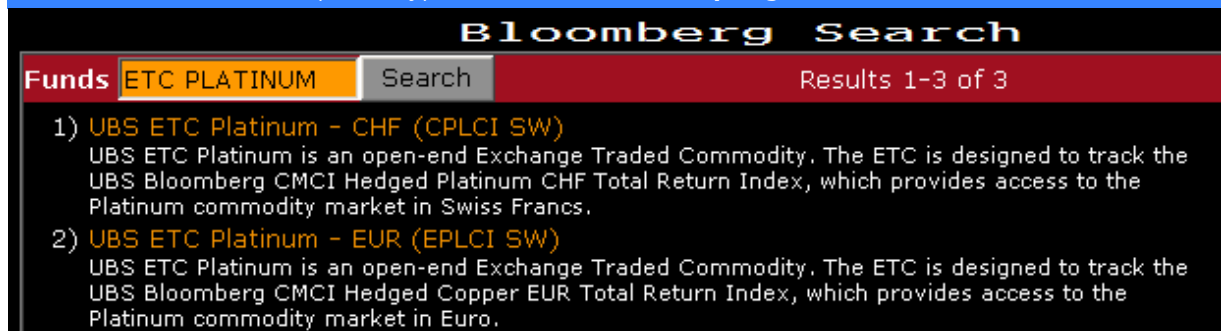 Bloomberg Search
Funds ETC PLATINUM Search Results 1-3 of 3
1) UBS ETC Platinum - CHF (CPLCI SW)
UBS ETC Platinum is an open-end Exchange Traded Commodity. The ETC is designed to track the
UBS Bloomberg CMCI Hedged Platinum CHF Total Return Index, which provides access to the
Platinum commodity market in Swiss Francs.
2) UBS ETC Platinum - EUR (EPLCI SW)
UBS ETC Platinum is an open-end Exchange Traded Commodity. The ETC is designed to track the
UBS Bloomberg CMCI Hedged Copper EUR Total Return Index, which provides access to the
Platinum commodity market in Euro.